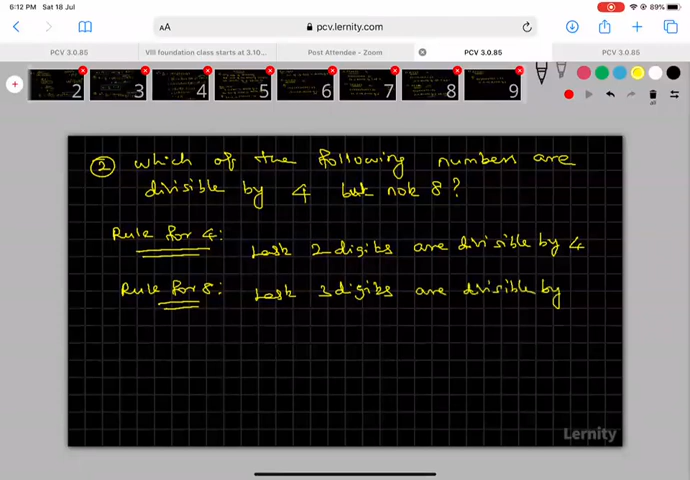 6:12 PM Sat 18 Jul
89%
AA
pcv.lernity.com
PCV 3.0.85
VIII foundation class starts at 3.10...
Post Attendee - Zoom
PCV 3.0.85
PCV 3.0.85
2
3
4
5
6
7
8
9
all
② which of the following numbers are
divisible by 4 but not 8?
Rule for 4: Last 2 digits are divisible by 4
Rule for 8: Last 3 digits are divisible by
Lernity